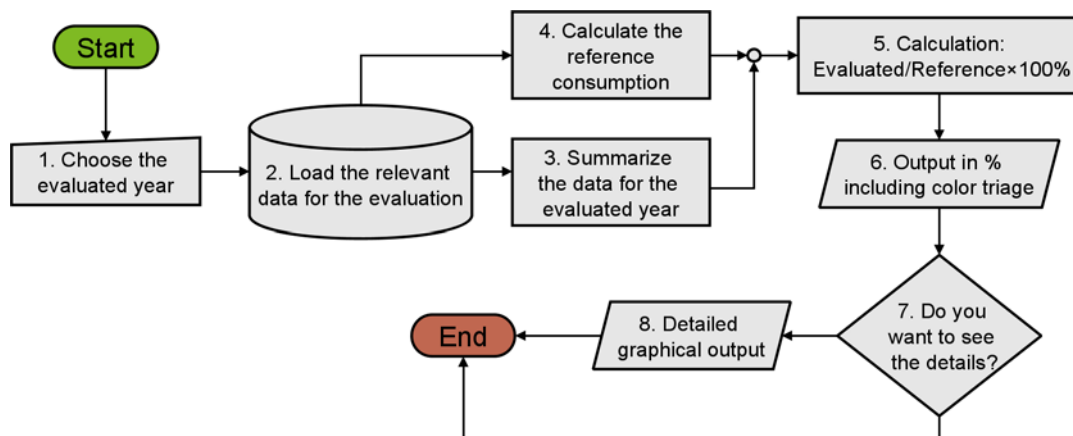 Start
1. Choose the
evaluated year
2. Load the relevant
data for the evaluation
4. Calculate the
reference
consumption
3. Summarize
the data for the
evaluated year
5. Calculation:
Evaluated/Reference×100%
6. Output in %
including color triage
7. Do you
want to see
the details?
8. Detailed
graphical output
End